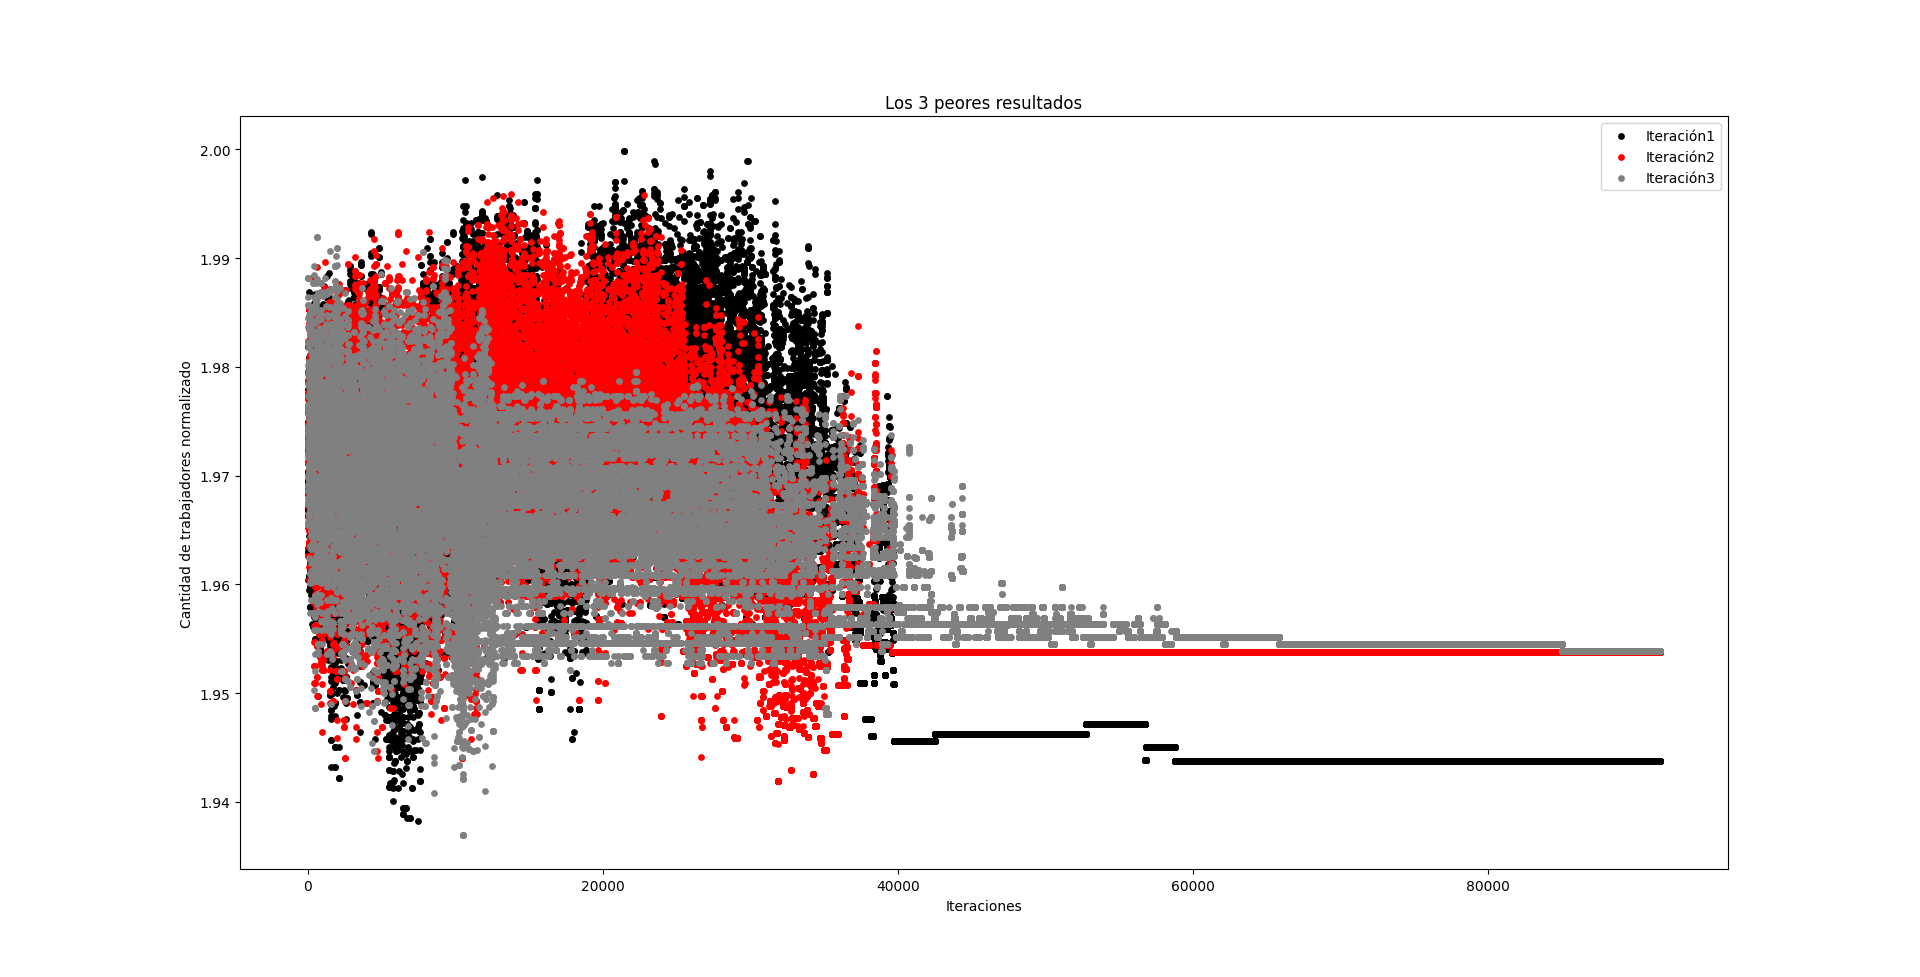 Los 3 peores resultados
Iteración1
Iteración2
Iteración3
Cantidad de trabajadores normalizado
2.00
1.99
1.98
1.97
1.96
1.95
1.94
0
20000
40000
60000
80000
Iteraciones